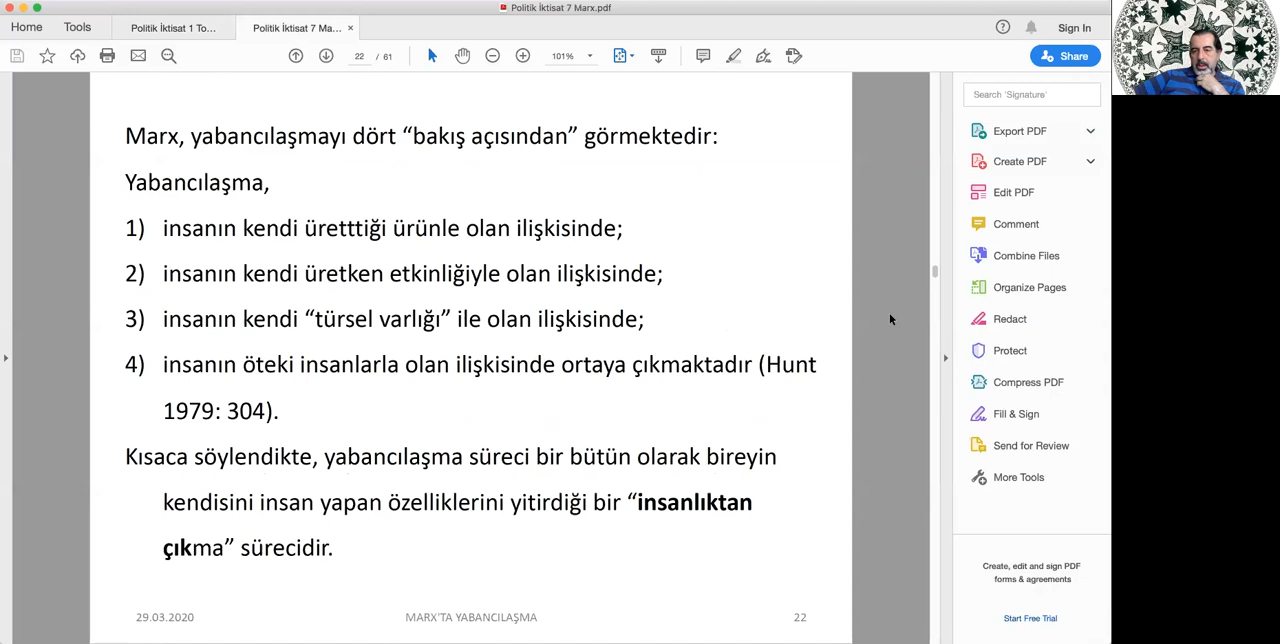 Politik İktisat 7 Marx.pdf
Home
Tools
Politik İktisat 1 To...
Politik İktisat 7 Ma... ×
Sign In
22 / 61
101%
Share
Marx, yabancılaşmayı dört “bakış açısından” görmektedir:
Yabancılaşma,
1) insanın kendi üretttiği ürünle olan ilişkisinde;
2) insanın kendi üretken etkinliğiyle olan ilişkisinde;
3) insanın kendi “türsel varlığı” ile olan ilişkisinde;
4) insanın öteki insanlarla olan ilişkisinde ortaya çıkmaktadır (Hunt
1979: 304).
Kısaca söylendikte, yabancılaşma süreci bir bütün olarak bireyin
kendisini insan yapan özelliklerini yitirdiği bir “insanlıktan
çıkma” sürecidir.
29.03.2020
MARX'TA YABANCILAŞMA
22
Search 'Signature'
Export PDF
Create PDF
Edit PDF
Comment
Combine Files
Organize Pages
Redact
Protect
Compress PDF
Fill & Sign
Send for Review
More Tools
Create, edit and sign PDF
forms & agreements
Start Free Trial